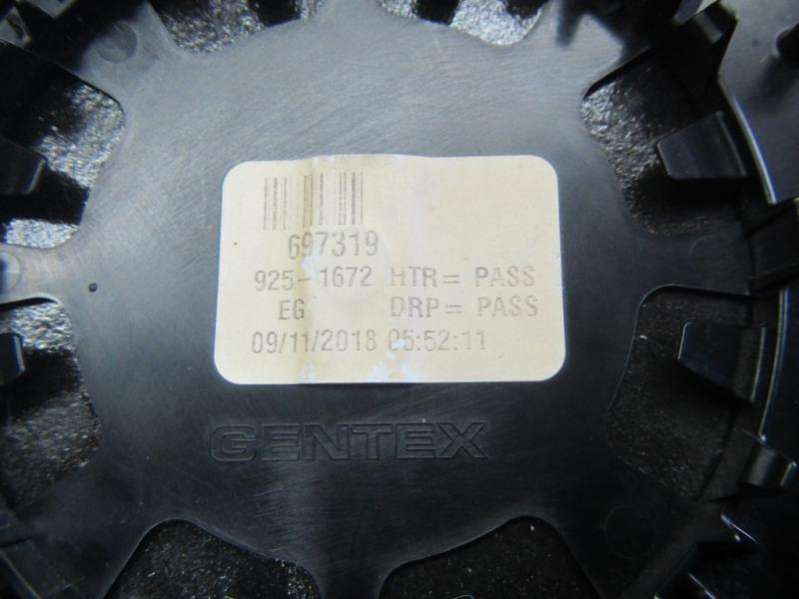 697319
925-1672 HTR= PASS
EG DRP= PASS
09/11/2018 05:52:11
GENTEX